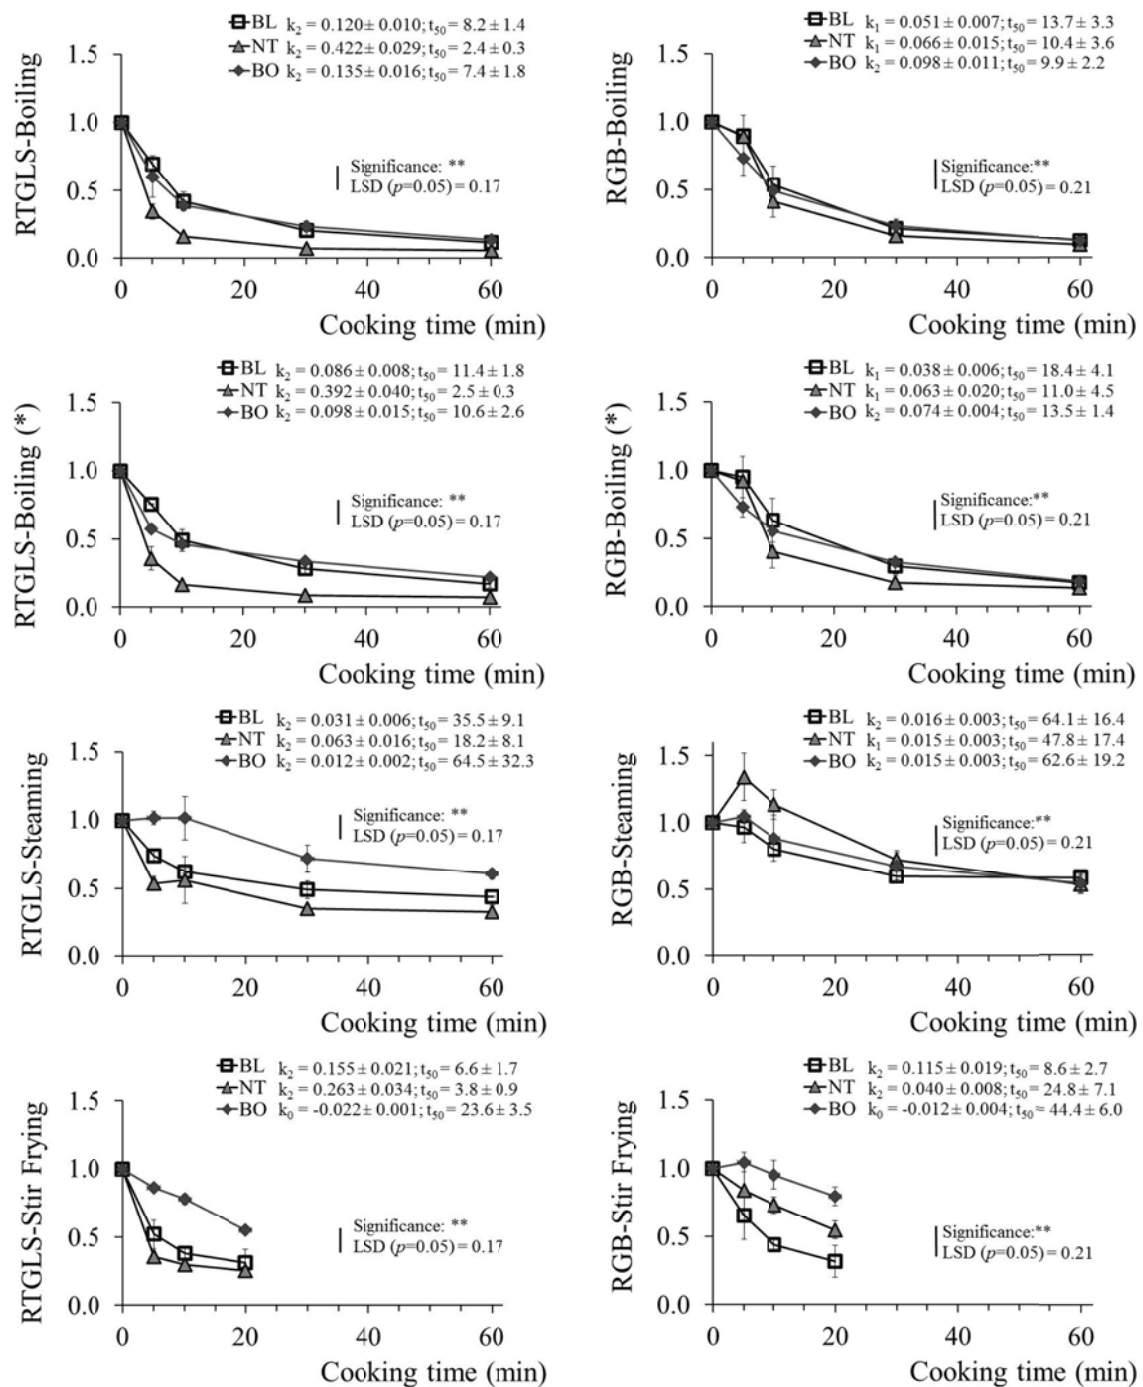 BL k₂ = 0.120 ± 0.010; t₅₀ = 8.2 ± 1.4
NT k₂ = 0.422 ± 0.029; t₅₀ = 2.4 ± 0.3
BO k₂ = 0.135 ± 0.016; t₅₀ = 7.4 ± 1.8
RTGLS-Boiling
1.5
1.0
0.5
0.0
Significance: **
LSD (p=0.05) = 0.17
0 20 40 60
Cooking time (min)
BL k₁ = 0.051 ± 0.007; t₅₀ = 13.7 ± 3.3
NT k₁ = 0.066 ± 0.015; t₅₀ = 10.4 ± 3.6
BO k₂ = 0.098 ± 0.011; t₅₀ = 9.9 ± 2.2
RGB-Boiling
1.5
1.0
0.5
0.0
Significance:**
LSD (p=0.05) = 0.21
0 20 40 60
Cooking time (min)
BL k₂ = 0.086 ± 0.008; t₅₀ = 11.4 ± 1.8
NT k₂ = 0.392 ± 0.040; t₅₀ = 2.5 ± 0.3
BO k₂ = 0.098 ± 0.015; t₅₀ = 10.6 ± 2.6
RTGLS-Boiling (*)
1.5
1.0
0.5
0.0
Significance: **
LSD (p=0.05) = 0.17
0 20 40 60
Cooking time (min)
BL k₁ = 0.038 ± 0.006; t₅₀ = 18.4 ± 4.1
NT k₁ = 0.063 ± 0.020; t₅₀ = 11.0 ± 4.5
BO k₂ = 0.074 ± 0.004; t₅₀ = 13.5 ± 1.4
RGB-Boiling (*)
1.5
1.0
0.5
0.0
Significance:**
LSD (p=0.05) = 0.21
0 20 40 60
Cooking time (min)
BL k₂ = 0.031 ± 0.006; t₅₀ = 35.5 ± 9.1
NT k₂ = 0.063 ± 0.016; t₅₀ = 18.2 ± 8.1
BO k₂ = 0.012 ± 0.002; t₅₀ = 64.5 ± 32.3
RTGLS-Steaming
1.5
1.0
0.5
0.0
Significance: **
LSD (p=0.05) = 0.17
0 20 40 60
Cooking time (min)
BL k₂ = 0.016 ± 0.003; t₅₀ = 64.1 ± 16.4
NT k₁ = 0.015 ± 0.003; t₅₀ = 47.8 ± 17.4
BO k₂ = 0.015 ± 0.003; t₅₀ = 62.6 ± 19.2
RGB-Steaming
1.5
1.0
0.5
0.0
Significance:**
LSD (p=0.05) = 0.21
0 20 40 60
Cooking time (min)
BL k₂ = 0.155 ± 0.021; t₅₀ = 6.6 ± 1.7
NT k₂ = 0.263 ± 0.034; t₅₀ = 3.8 ± 0.9
BO k₀ = -0.022 ± 0.001; t₅₀ = 23.6 ± 3.5
RTGLS-Stir Frying
1.5
1.0
0.5
0.0
Significance: **
LSD (p=0.05) = 0.17
0 20 40 60
Cooking time (min)
BL k₂ = 0.115 ± 0.019; t₅₀ = 8.6 ± 2.7
NT k₂ = 0.040 ± 0.008; t₅₀ = 24.8 ± 7.1
BO k₀ = -0.012 ± 0.004; t₅₀ = 44.4 ± 6.0
RGB-Stir Frying
1.5
1.0
0.5
0.0
Significance:**
LSD (p=0.05) = 0.21
0 20 40 60
Cooking time (min)